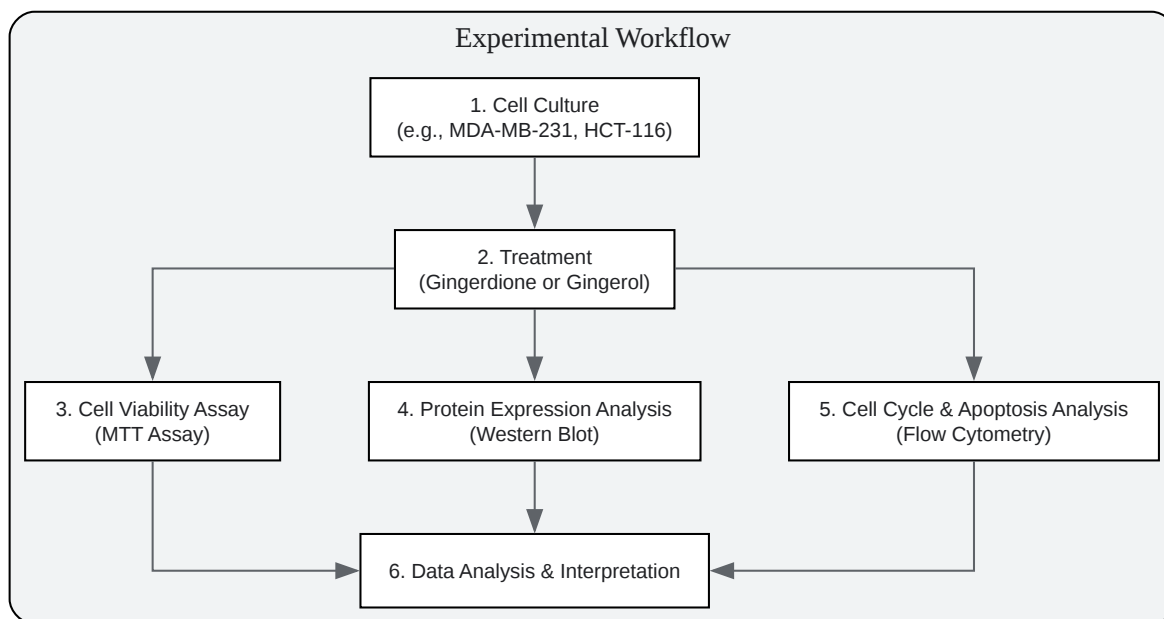 Experimental Workflow
1. Cell Culture
(e.g., MDA-MB-231, HCT-116)
2. Treatment
(Gingerdione or Gingerol)
3. Cell Viability Assay
(MTT Assay)
4. Protein Expression Analysis
(Western Blot)
5. Cell Cycle & Apoptosis Analysis
(Flow Cytometry)
6. Data Analysis & Interpretation